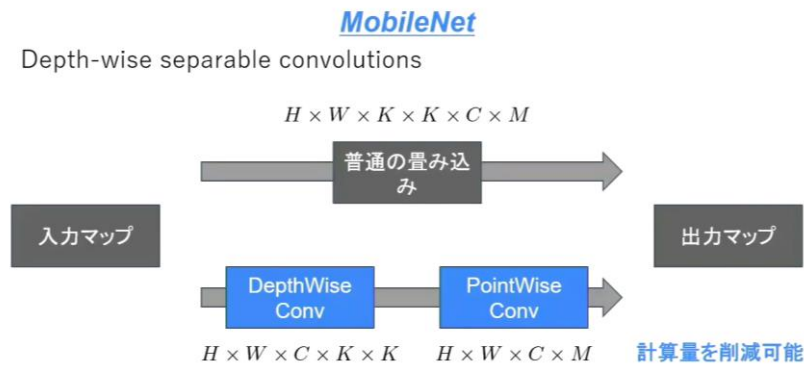 MobileNet
Depth-wise separable convolutions
H × W × K × K × C × M
普通の畳み込
み
入力マップ
出力マップ
DepthWise
Conv
PointWise
Conv
H × W × C × K × K
H × W × C × M
計算量を削減可能